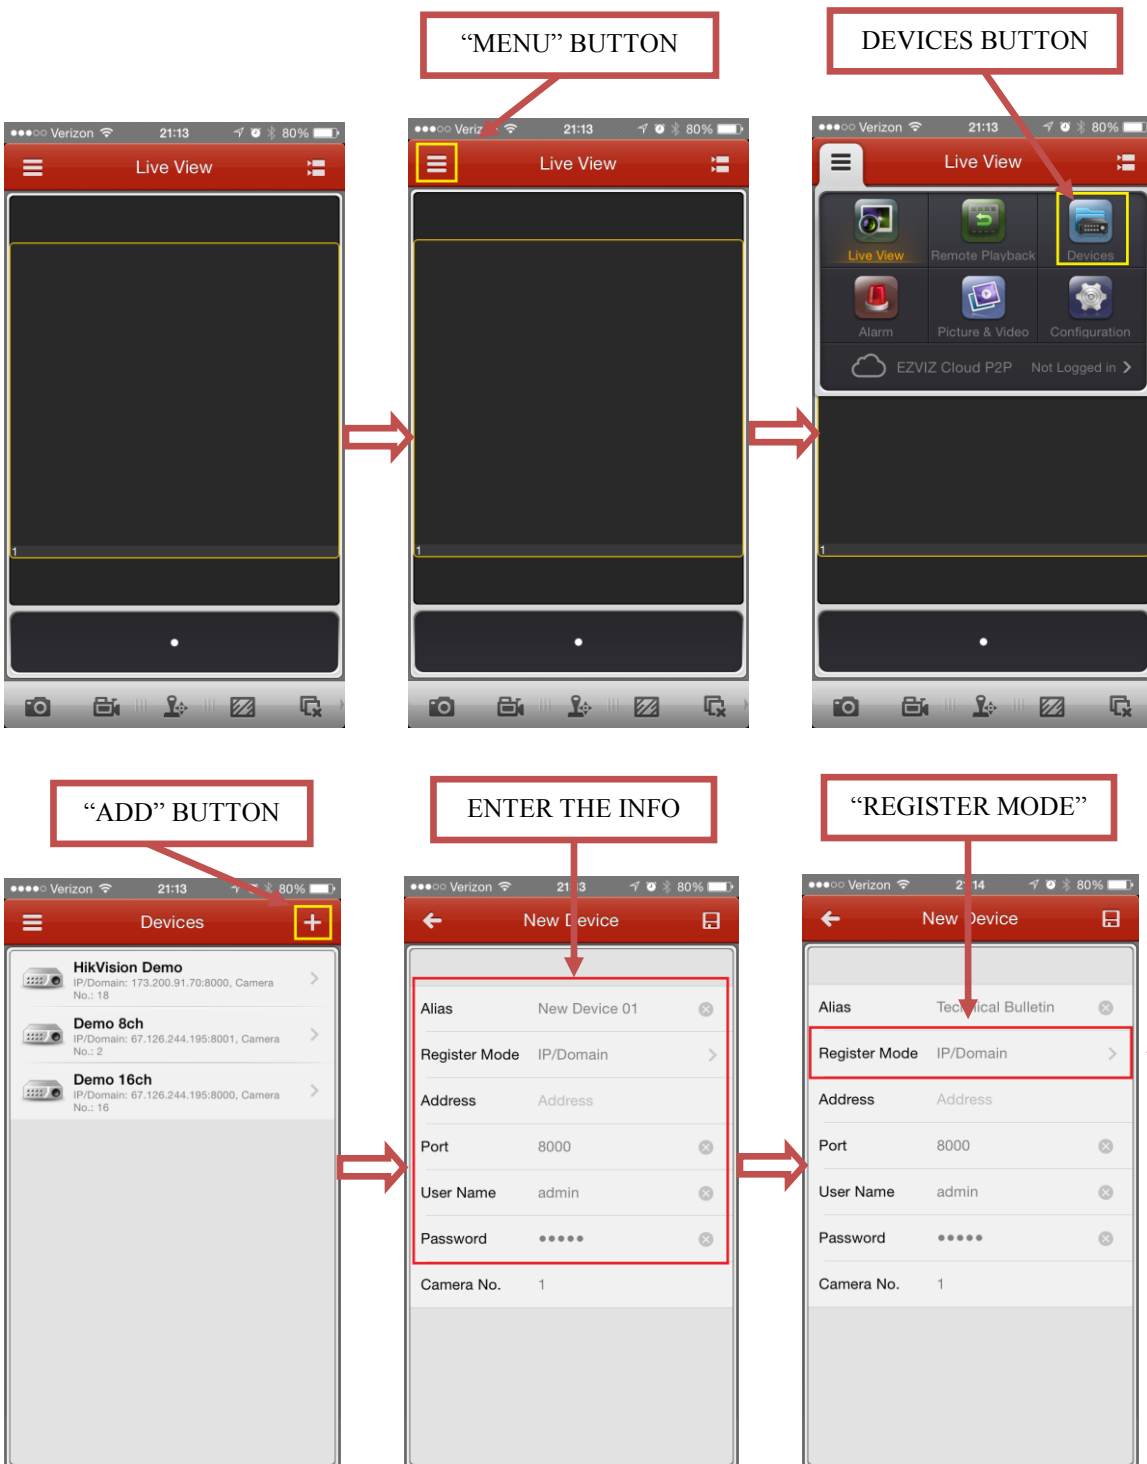 “MENU” BUTTON
DEVICES BUTTON
Verizon 21:13 80%
Live View
1
Veriz 21:13 80%
Live View
1
Verizon 21:13 80%
Live View
Live View Remote Playback Devices
Alarm Picture & Video Configuration
EZVIZ Cloud P2P Not Logged in
1
“ADD” BUTTON
ENTER THE INFO
“REGISTER MODE”
Verizon 21:13 80%
Devices
HikVision Demo
IP/Domain: 173.200.91.70:8000, Camera
No.: 18
Demo 8ch
IP/Domain: 67.126.244.195:8001, Camera
No.: 2
Demo 16ch
IP/Domain: 67.126.244.195:8000, Camera
No.: 16
Verizon 80%
New Device
Alias New Device 01
Register Mode IP/Domain
Address Address
Port 8000
User Name admin
Password •••••
Camera No. 1
Verizon 80%
New Device
Alias Technical Bulletin
Register Mode IP/Domain
Address Address
Port 8000
User Name admin
Password •••••
Camera No. 1